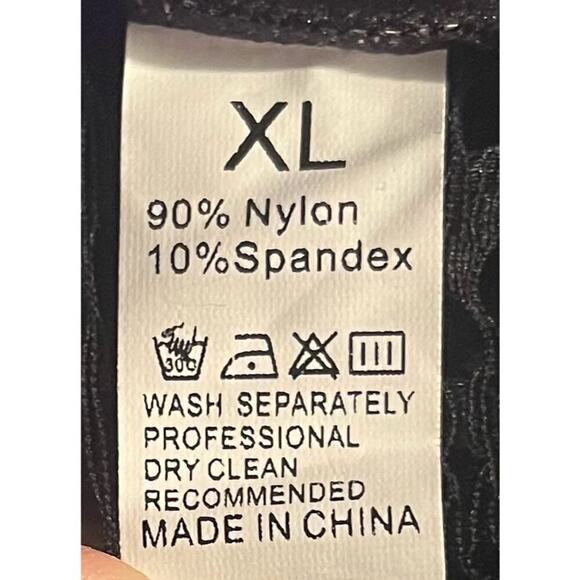 XL
90% Nylon
10%Spandex
30C
WASH SEPARATELY
PROFESSIONAL
DRY CLEAN
RECOMMENDED
MADE IN CHINA